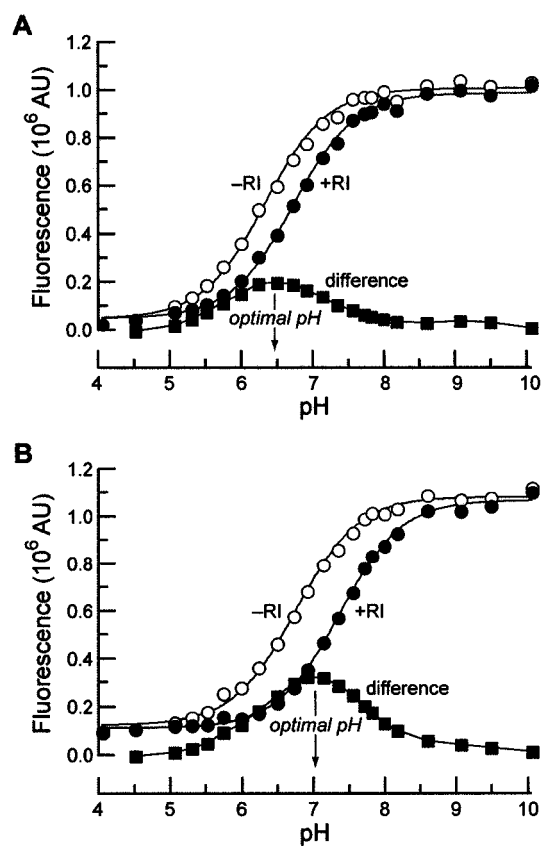 A
1.2
1.0
0.8
0.6
0.4
0.2
0.0
Fluorescence (10⁶ AU)
–RI
+RI
difference
optimal pH
4 5 6 7 8 9 10
pH
B
1.2
1.0
0.8
0.6
0.4
0.2
0.0
Fluorescence (10⁶ AU)
–RI
+RI
difference
optimal pH
4 5 6 7 8 9 10
pH